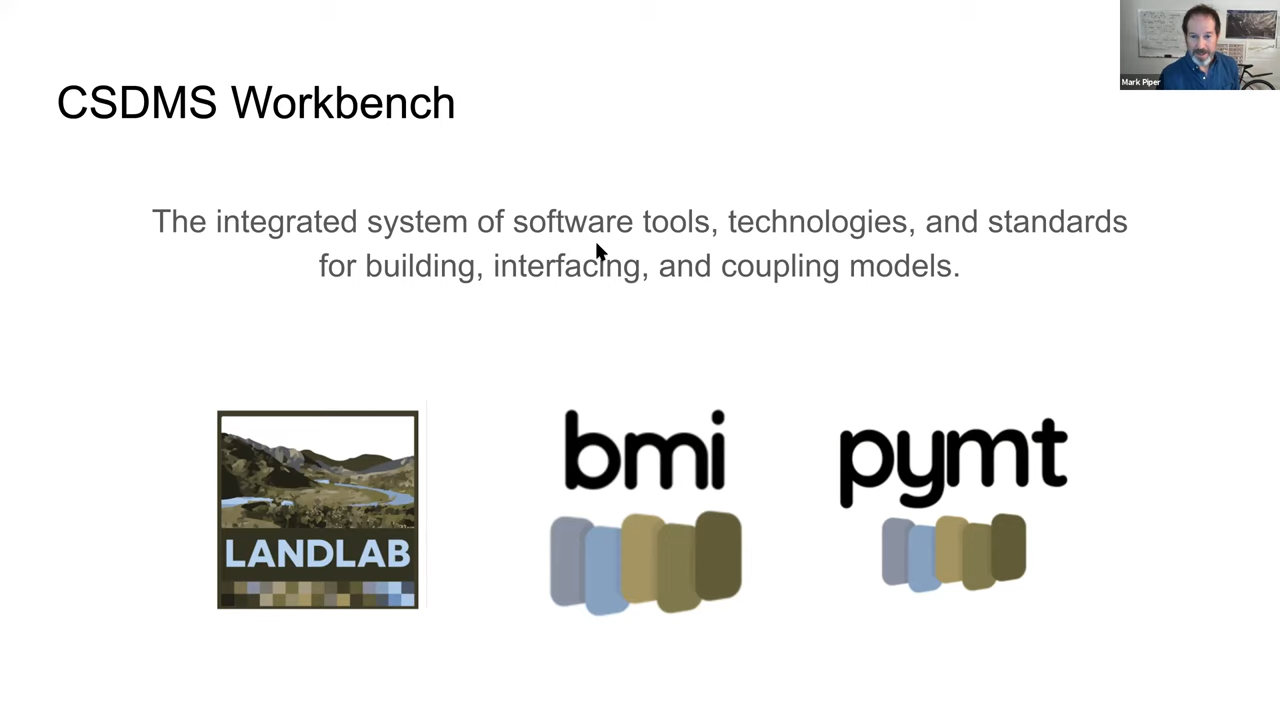 CSDMS Workbench
Mark Piper
The integrated system of software tools, technologies, and standards
for building, interfacing, and coupling models.
LANDLAB
bmi
pymt